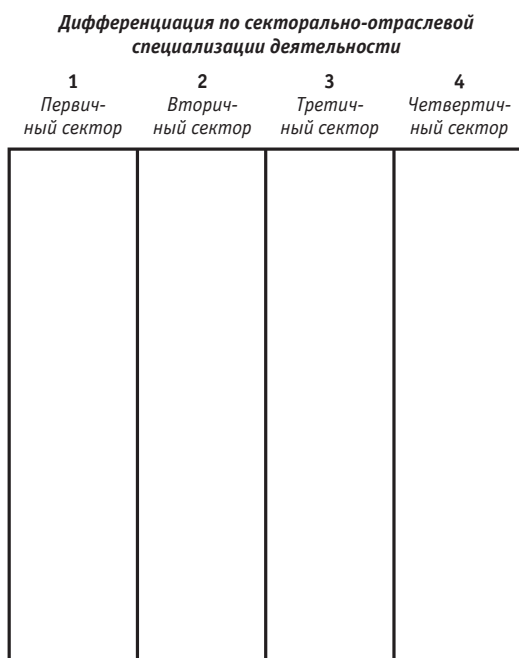 Дифференциация по секторально-отраслевой
специализации деятельности
1 2 3 4
Первич- Вторич- Третич- Четвертич-
ный сектор ный сектор ный сектор ный сектор